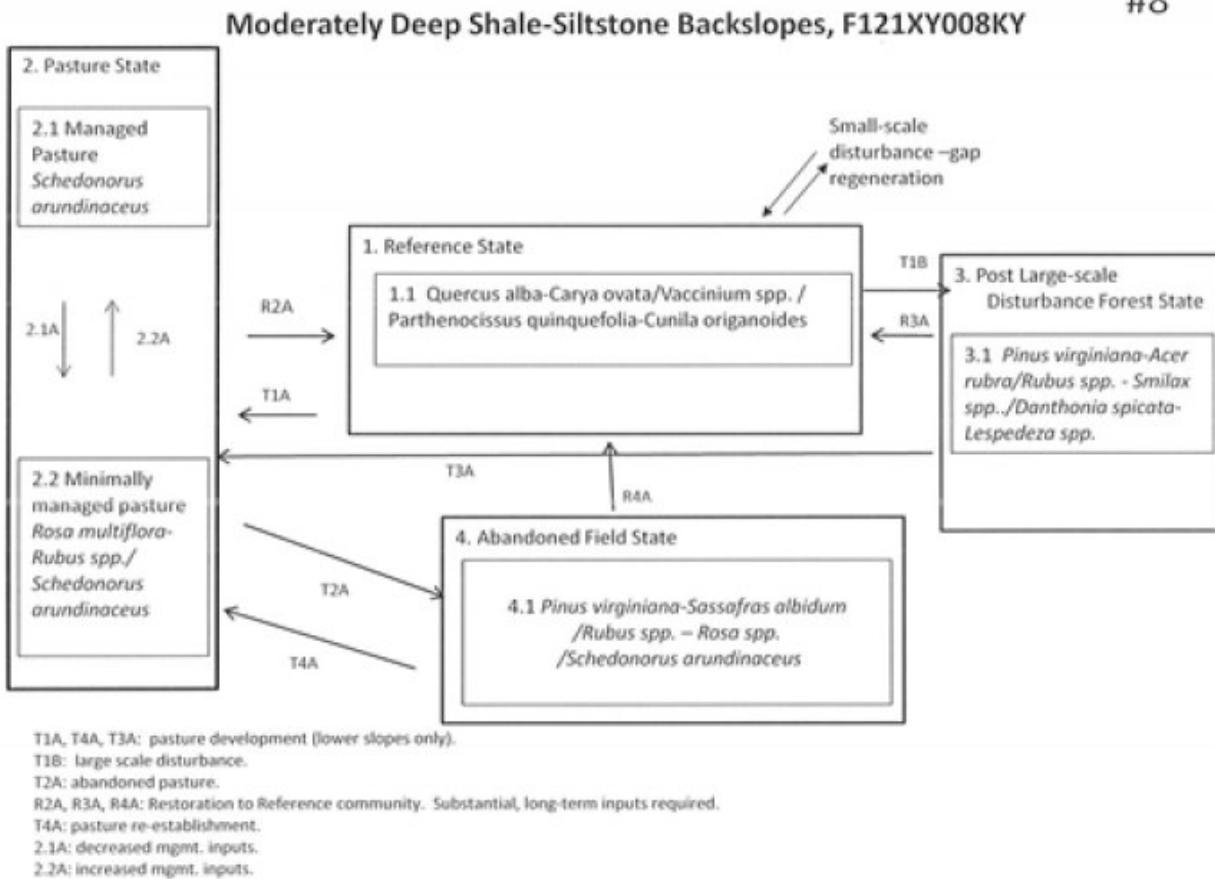 #8
Moderately Deep Shale-Siltstone Backslopes, F121XY008KY
2. Pasture State
2.1 Managed
Pasture
Schedonorus
arundinaceus
2.1A
2.2A
2.2 Minimally
managed pasture
Rosa multiflora-
Rubus spp./
Schedonorus
arundinaceus
Small-scale
disturbance –gap
regeneration
R2A
T1A
1. Reference State
1.1 Quercus alba-Carya ovata/Vaccinium spp. /
Parthenocissus quinquefolia-Cunila origanoides
T1B
R3A
3. Post Large-scale
Disturbance Forest State
3.1 Pinus virginiana-Acer
rubra/Rubus spp. - Smilax
spp../Danthonia spicata-
Lespedeza spp.
T3A
R4A
T2A
T4A
4. Abandoned Field State
4.1 Pinus virginiana-Sassafras albidum
/Rubus spp. – Rosa spp.
/Schedonorus arundinaceus
T1A, T4A, T3A: pasture development (lower slopes only).
T1B: large scale disturbance.
T2A: abandoned pasture.
R2A, R3A, R4A: Restoration to Reference community. Substantial, long-term inputs required.
T4A: pasture re-establishment.
2.1A: decreased mgmt. inputs.
2.2A: increased mgmt. inputs.